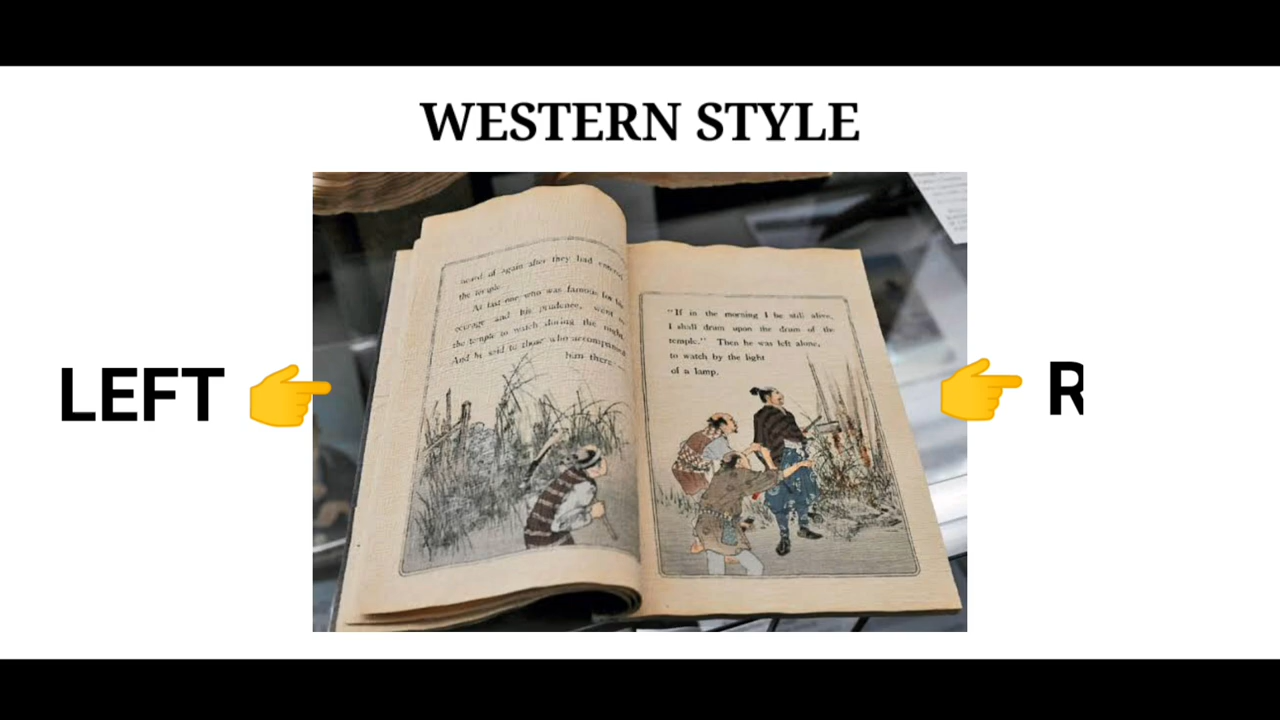 WESTERN STYLE
heard of again after they had entered
the temple.
At last one who was famous for his
courage and his prudence, went to
the temple to watch during the night.
And he said to those who accompanied
him there:—
"If in the morning I be still alive,
I shall drum upon the drum of the
temple." Then he was left alone,
to watch by the light
of a lamp.
LEFT 👉
👉 R